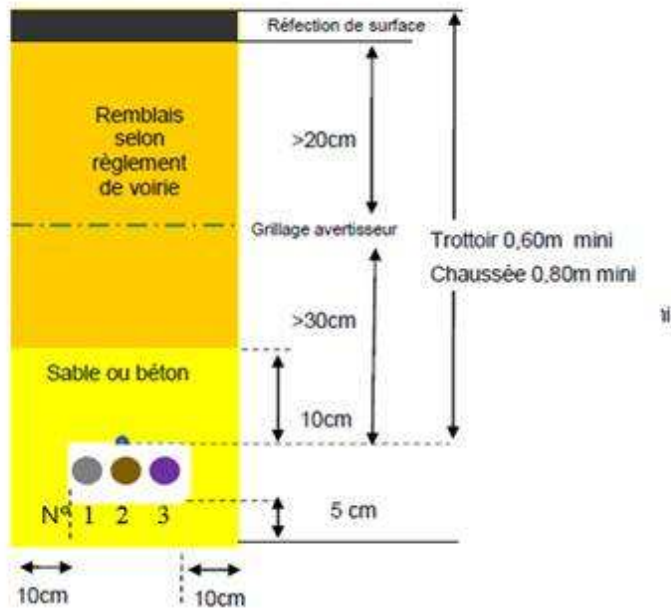 Réfection de surface
Remblais
selon
règlement
de voirie
>20cm
Grillage avertisseur
Trottoir 0,60m mini
Chaussée 0,80m mini
ni
>30cm
Sable ou béton
10cm
N° 1 2 3
5 cm
10cm
10cm